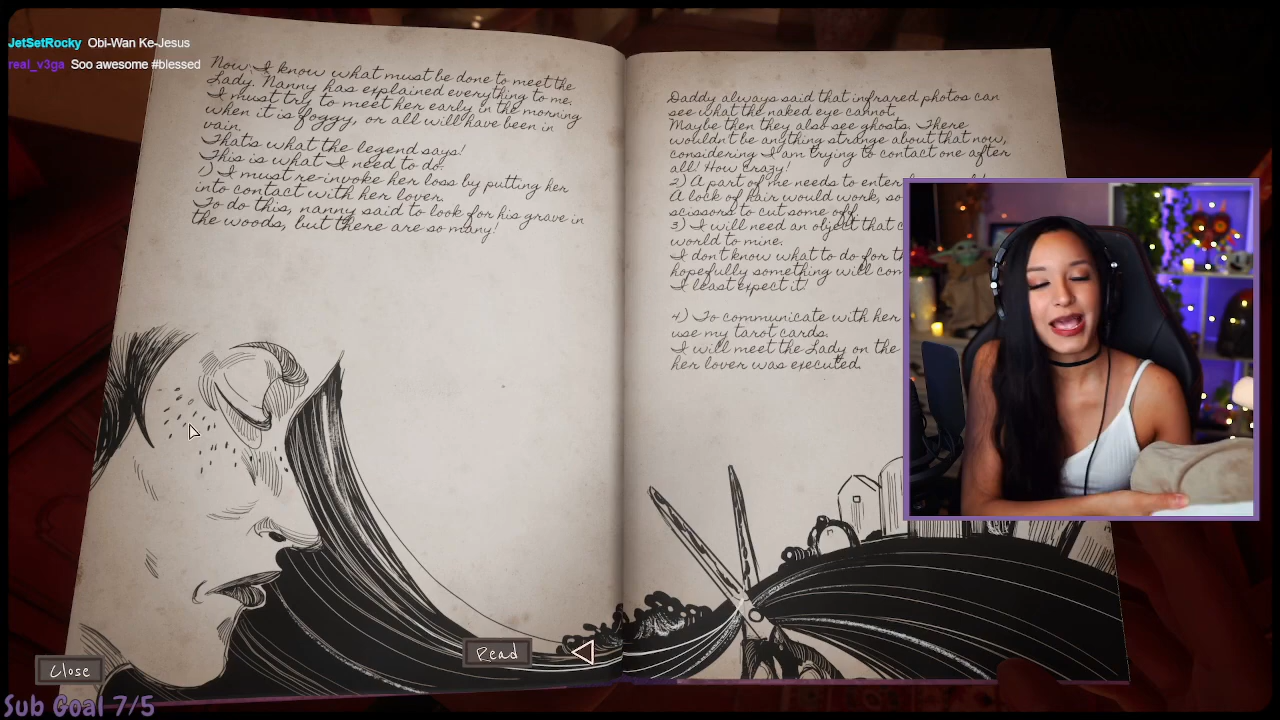 JetSetRocky Obi-Wan Ke-Jesus
real_v3ga Soo awesome #blessed
Now I know what must be done to meet the
Lady. Nanny has explained everything to me.
I must try to meet her early in the morning
when it is foggy, or all will have been in
vain.
That's what the legend says!
This is what I need to do:
1) I must re-invoke her loss by putting her
into contact with her lover.
To do this, nanny said to look for his grave in
the woods, but there are so many!
Daddy always said that infrared photos can
see what the naked eye cannot.
Maybe then they also see ghosts. There
wouldn't be anything strange about that now,
considering I am trying to contact one after
all! How crazy!
2) A part of me needs to enter
A lock of hair would work, so
scissors to cut some off.
3) I will need an object that
world to mine.
I don't know what to do for
hopefully something will
I least expect it!
4) To communicate with her
use my tarot cards.
I will meet the Lady on the
her lover was executed.
Read
Close
Sub Goal 7/5